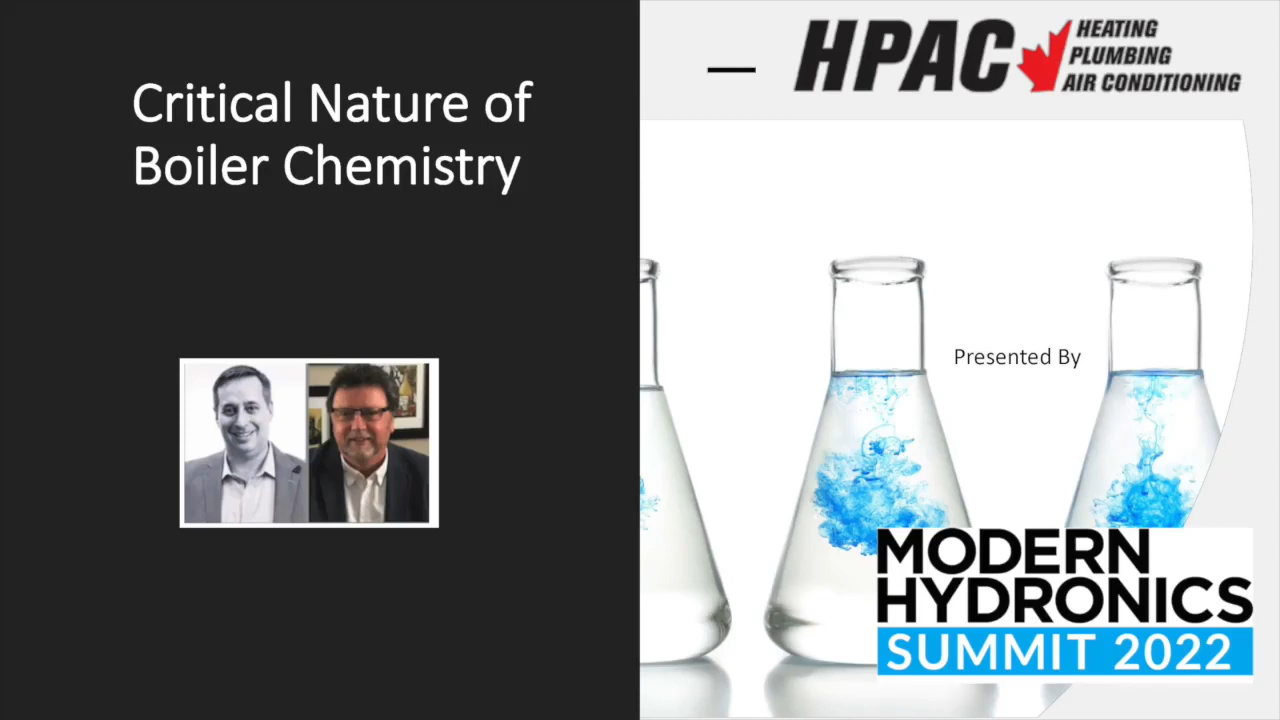 Critical Nature of
Boiler Chemistry
HPAC
HEATING
PLUMBING
AIR CONDITIONING
Presented By
MODERN
HYDRONICS
SUMMIT 2022